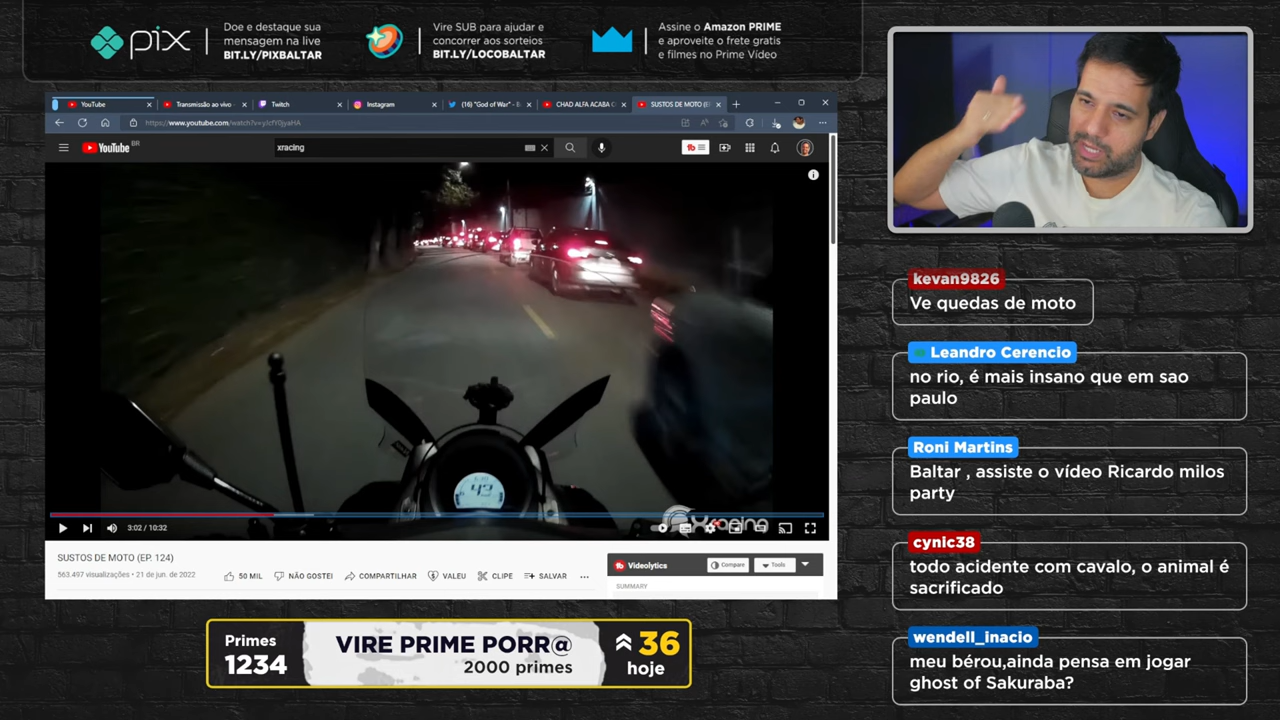 pix
Doe e destaque sua
mensagem na live
BIT.LY/PIXBALTAR
Vire SUB para ajudar e
concorrer aos sorteios
BIT.LY/LOCOBALTAR
Assine o Amazon PRIME
e aproveite o frete gratis
e filmes no Prime Vídeo
YouTube
Transmissão ao vivo -
Twitch
Instagram
(16) "God of War" -
CHAD ALFA ACABA C
SUSTOS DE MOTO (E
YouTube BR
xracing
49
Xracing
3:02 / 10:32
SUSTOS DE MOTO (EP. 124)
563.497 visualizações • 21 de jun. de 2022
50 MIL
NÃO GOSTEI
COMPARTILHAR
VALEU
CLIPE
SALVAR
Videolytics
Compare
Tools
SUMMARY
Primes
1234
VIRE PRIME PORR@
2000 primes
36
hoje
kevan9826
Ve quedas de moto
Leandro Cerencio
no rio, é mais insano que em sao
paulo
Roni Martins
Baltar , assiste o vídeo Ricardo milos
party
cynic38
todo acidente com cavalo, o animal é
sacrificado
wendell_inacio
meu bérou,ainda pensa em jogar
ghost of Sakuraba?